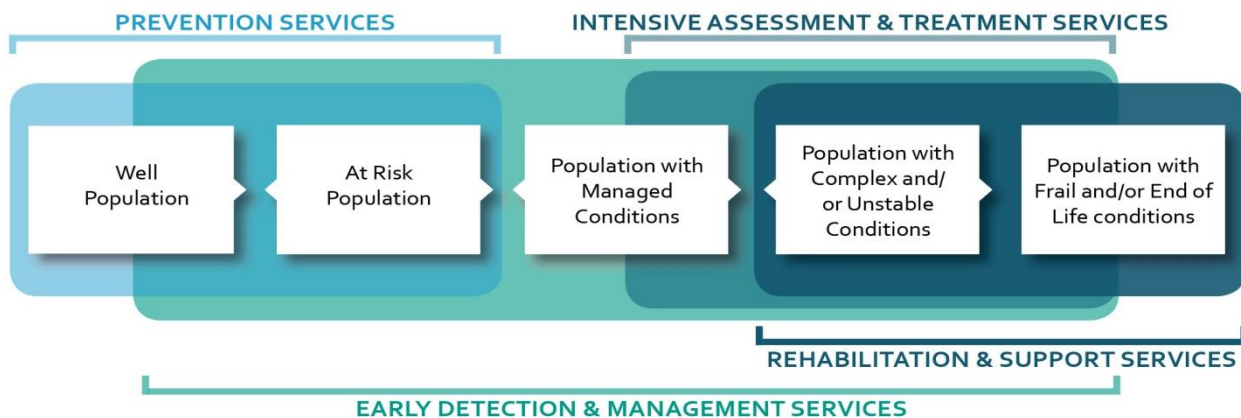 PREVENTION SERVICES
INTENSIVE ASSESSMENT & TREATMENT SERVICES
Well
Population
At Risk
Population
Population with
Managed
Conditions
Population with
Complex and/
or Unstable
Conditions
Population with
Frail and/or End of
Life conditions
REHABILITATION & SUPPORT SERVICES
EARLY DETECTION & MANAGEMENT SERVICES